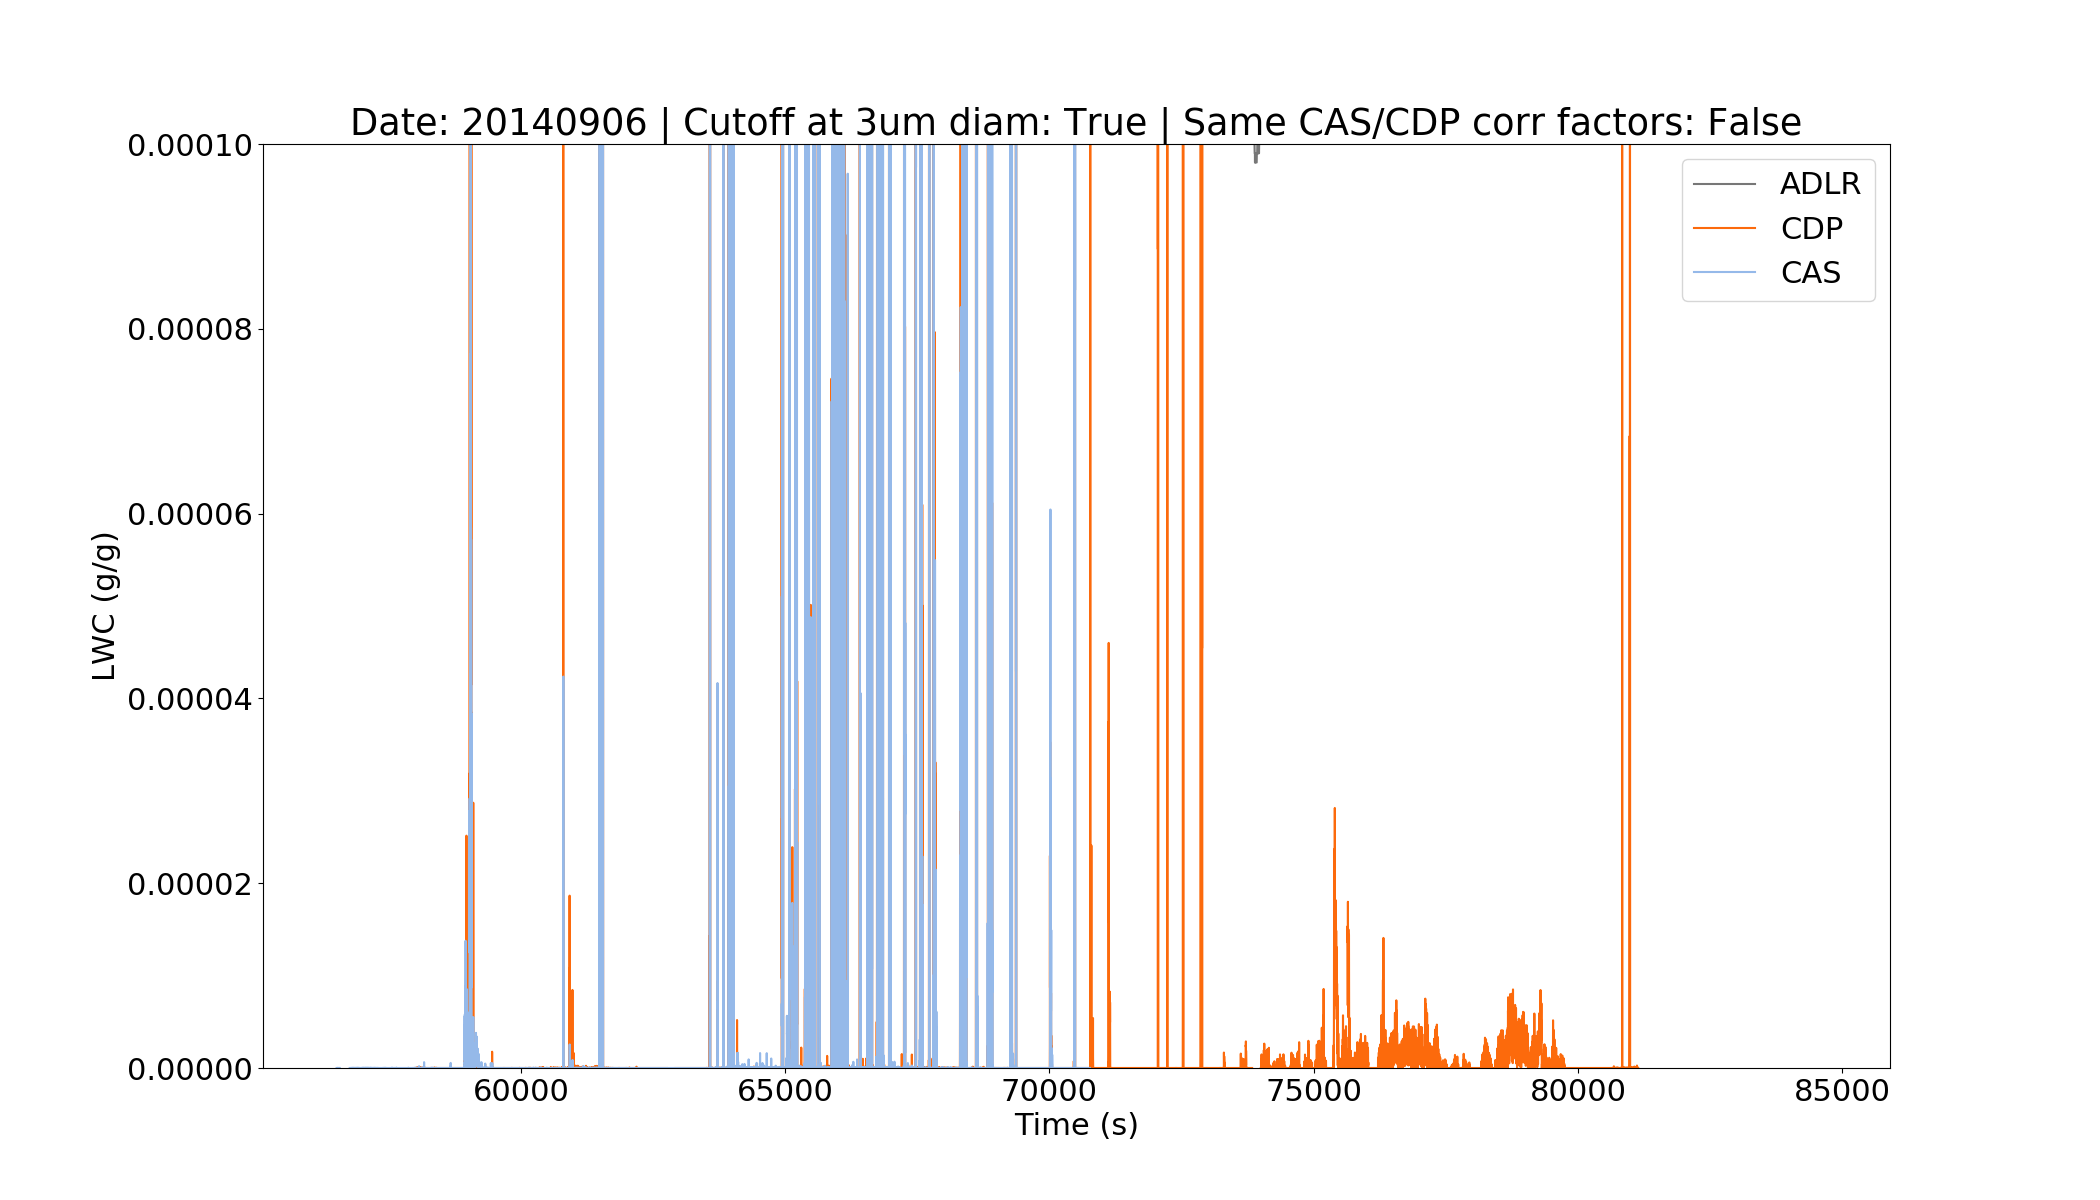 Date: 20140906 | Cutoff at 3um diam: True | Same CAS/CDP corr factors: False
0.00010
0.00008
0.00006
0.00004
0.00002
0.00000
LWC (g/g)
ADLR
CDP
CAS
60000
65000
70000
75000
80000
85000
Time (s)